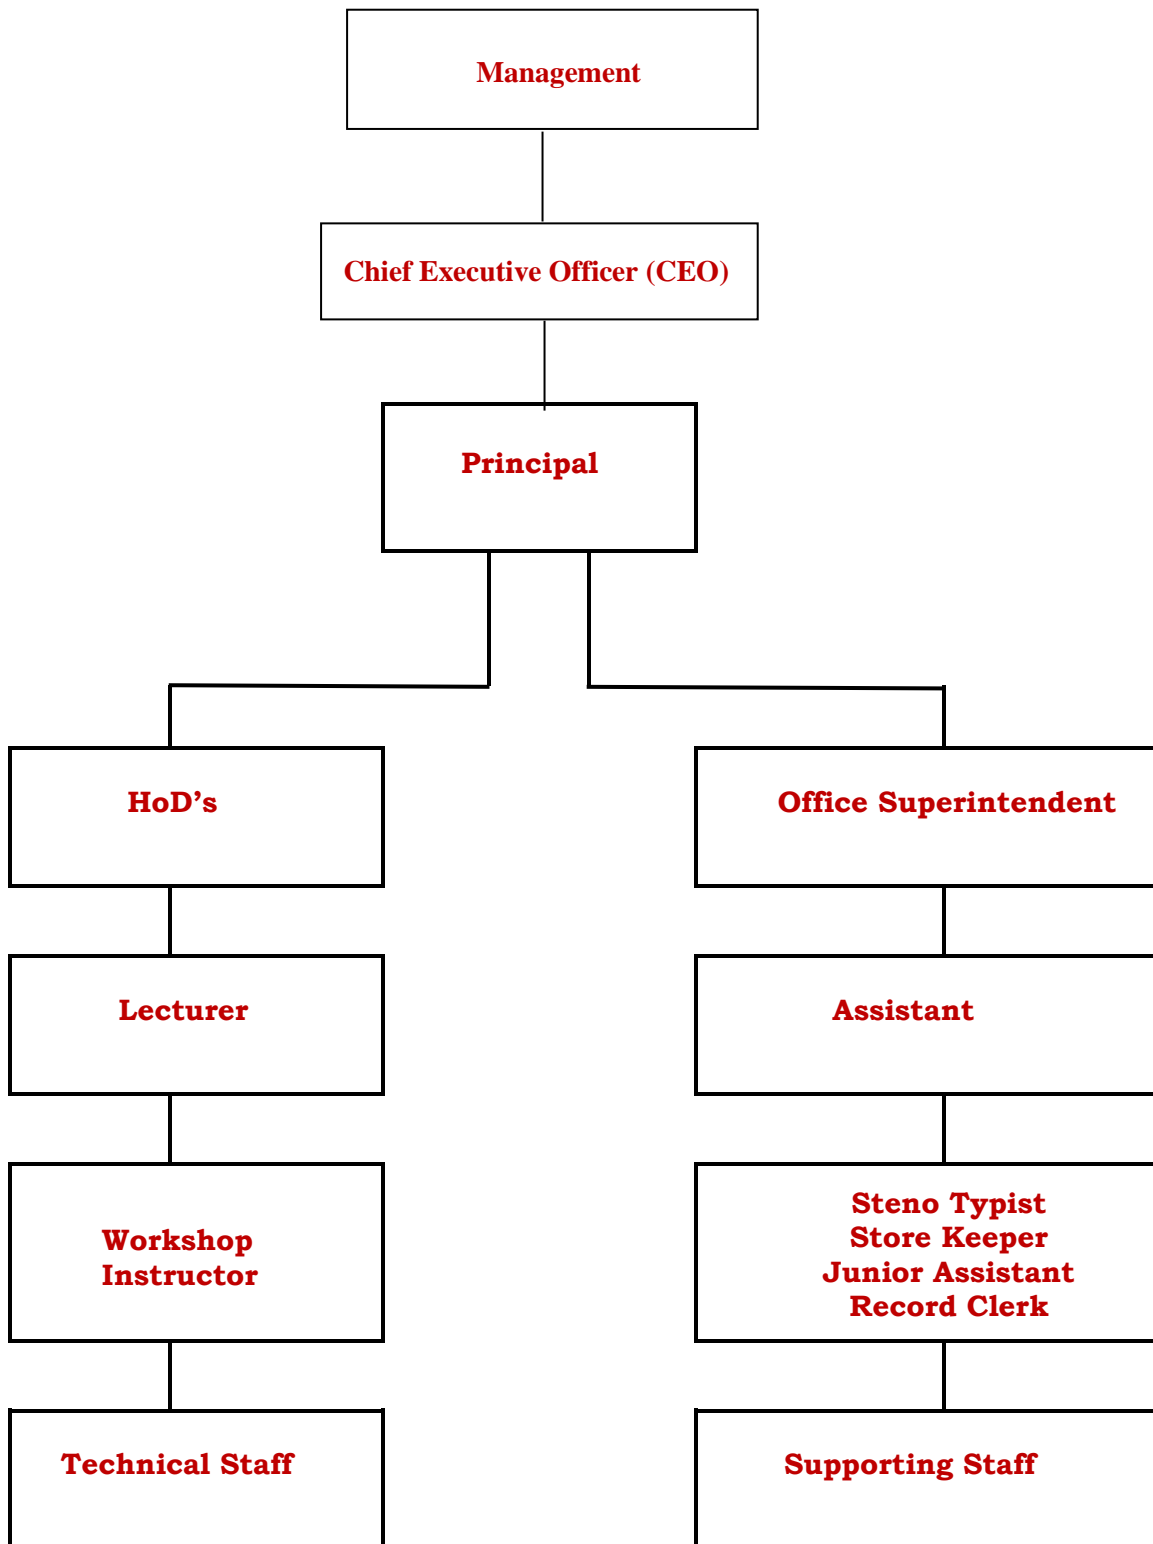 Management
Chief Executive Officer (CEO)
Principal
HoD’s
Office Superintendent
Lecturer
Assistant
Workshop
Instructor
Steno Typist
Store Keeper
Junior Assistant
Record Clerk
Technical Staff
Supporting Staff